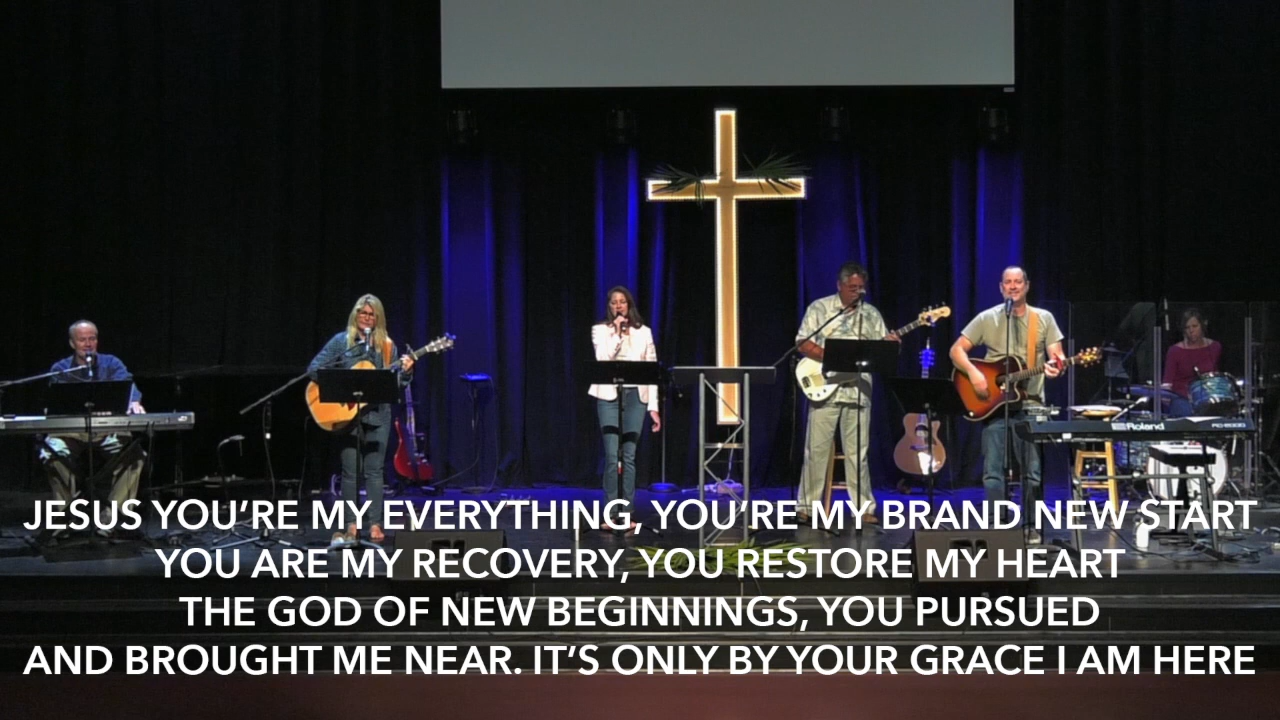 Roland
JESUS YOU'RE MY EVERYTHING, YOU'RE MY BRAND NEW START
YOU ARE MY RECOVERY, YOU RESTORE MY HEART
THE GOD OF NEW BEGINNINGS, YOU PURSUED
AND BROUGHT ME NEAR. IT'S ONLY BY YOUR GRACE I AM HERE